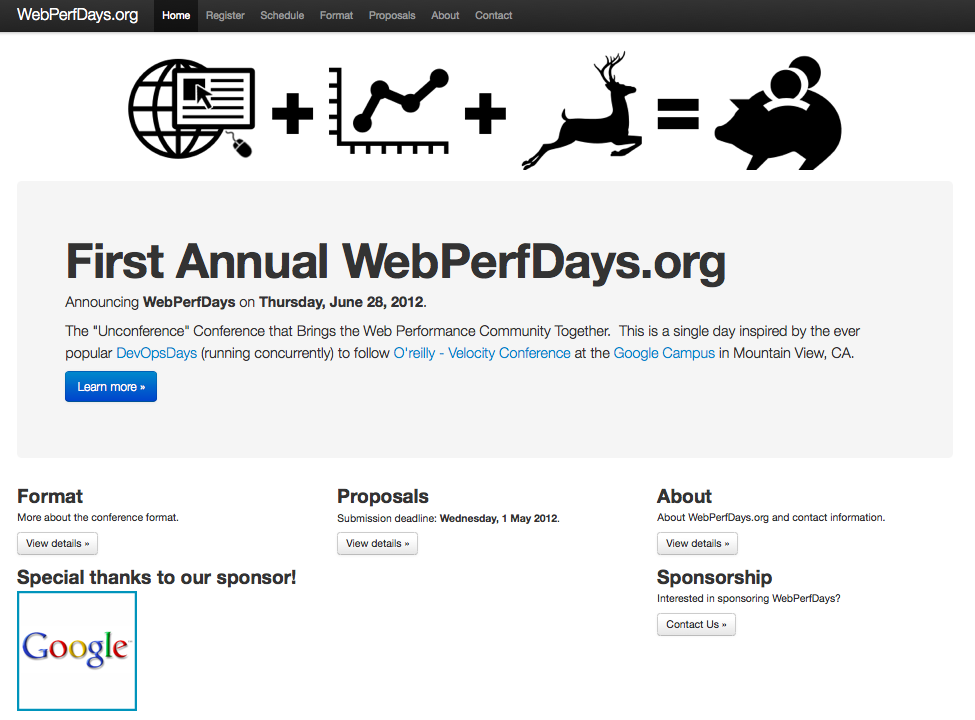 WebPerfDays.org Home Register Schedule Format Proposals About Contact
First Annual WebPerfDays.org
Announcing WebPerfDays on Thursday, June 28, 2012.
The "Unconference" Conference that Brings the Web Performance Community Together.  This is a single day inspired by the ever
popular DevOpsDays (running concurrently) to follow O'reilly - Velocity Conference at the Google Campus in Mountain View, CA.
Learn more »
Format
More about the conference format.
View details »
Proposals
Submission deadline: Wednesday, 1 May 2012.
View details »
About
About WebPerfDays.org and contact information.
View details »
Special thanks to our sponsor!
Google
Sponsorship
Interested in sponsoring WebPerfDays?
Contact Us »